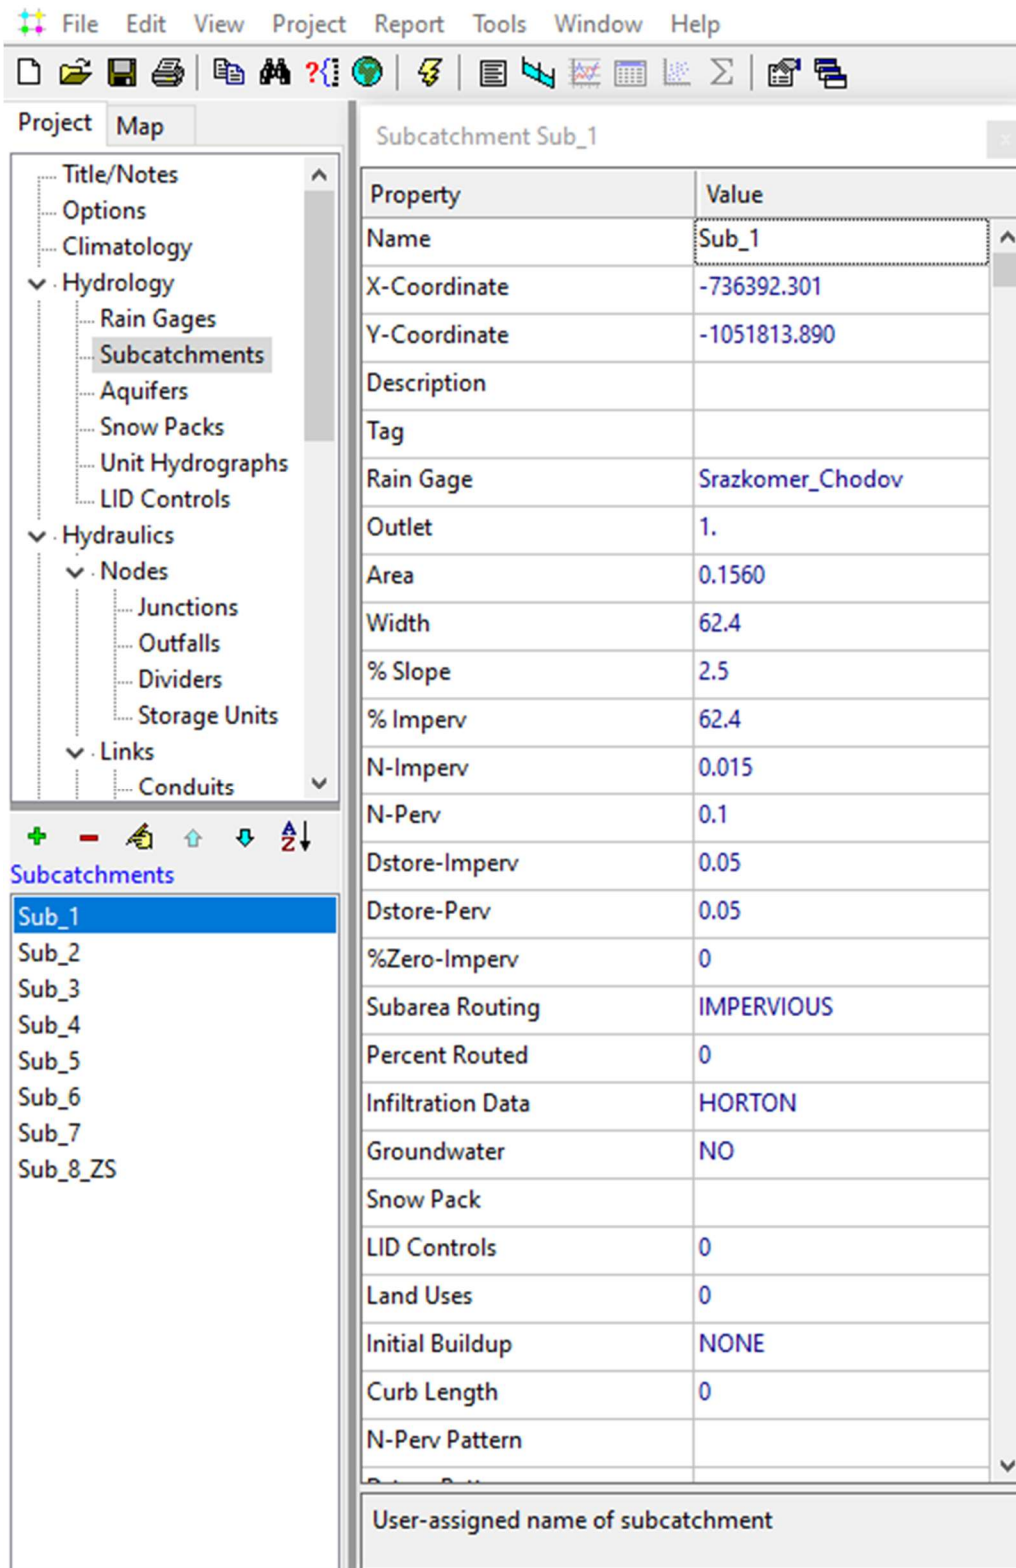 File Edit View Project Report Tools Window Help
Project Map
Title/Notes
Options
Climatology
Hydrology
Rain Gages
Subcatchments
Aquifers
Snow Packs
Unit Hydrographs
LID Controls
Hydraulics
Nodes
Junctions
Outfalls
Dividers
Storage Units
Links
Conduits
Subcatchments
Sub_1
Sub_2
Sub_3
Sub_4
Sub_5
Sub_6
Sub_7
Sub_8_ZS
Subcatchment Sub_1
Property Value
Name Sub_1
X-Coordinate -736392.301
Y-Coordinate -1051813.890
Description
Tag
Rain Gage Srazkomer_Chodov
Outlet 1.
Area 0.1560
Width 62.4
% Slope 2.5
% Imperv 62.4
N-Imperv 0.015
N-Perv 0.1
Dstore-Imperv 0.05
Dstore-Perv 0.05
%Zero-Imperv 0
Subarea Routing IMPERVIOUS
Percent Routed 0
Infiltration Data HORTON
Groundwater NO
Snow Pack
LID Controls 0
Land Uses 0
Initial Buildup NONE
Curb Length 0
N-Perv Pattern
User-assigned name of subcatchment